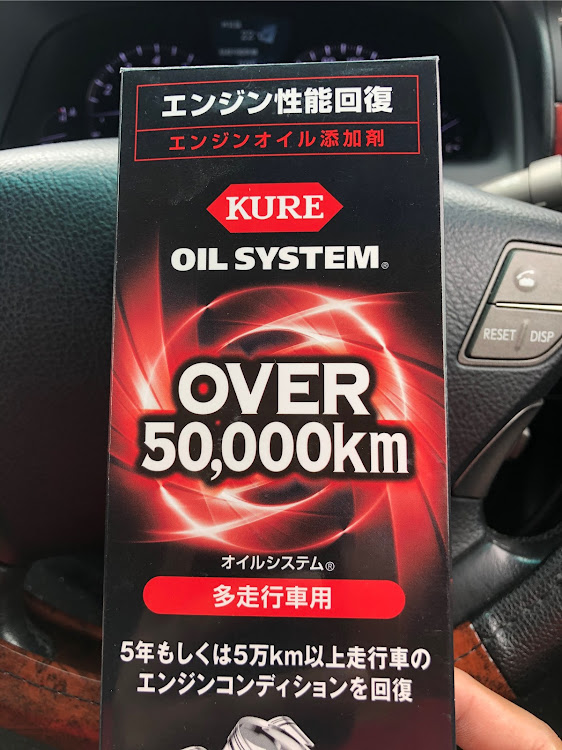 エンジン性能回復
エンジンオイル添加剤
KURE
OIL SYSTEM®
OVER
50,000km
オイルシステム®
多走行車用
5年もしくは5万km以上走行車の
エンジンコンディションを回復
RESET DISP